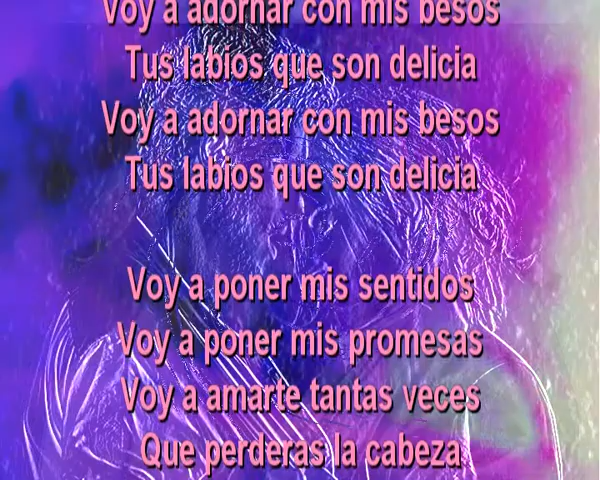 Voy a adornar con mis besos
Tus labios que son delicia
Voy a adornar con mis besos
Tus labios que son delicia
Voy a poner mis sentidos
Voy a poner mis promesas
Voy a amarte tantas veces
Que perderas la cabeza